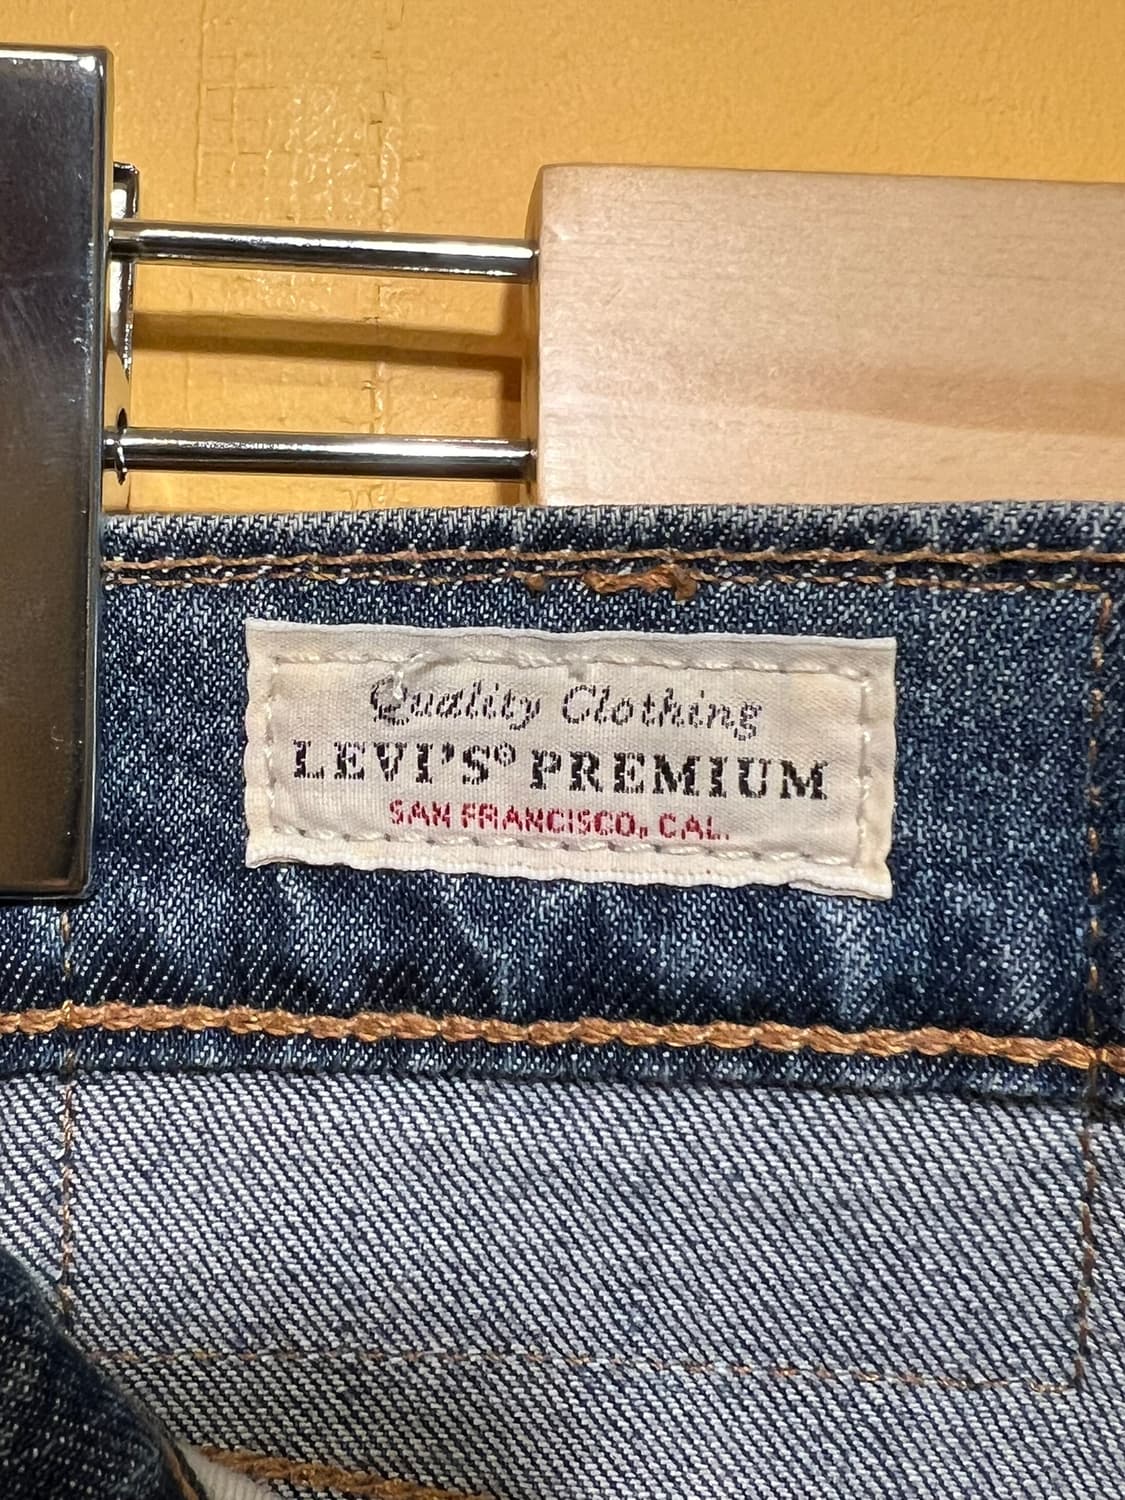 Quality Clothing
LEVI'S® PREMIUM
SAN FRANCISCO, CAL.